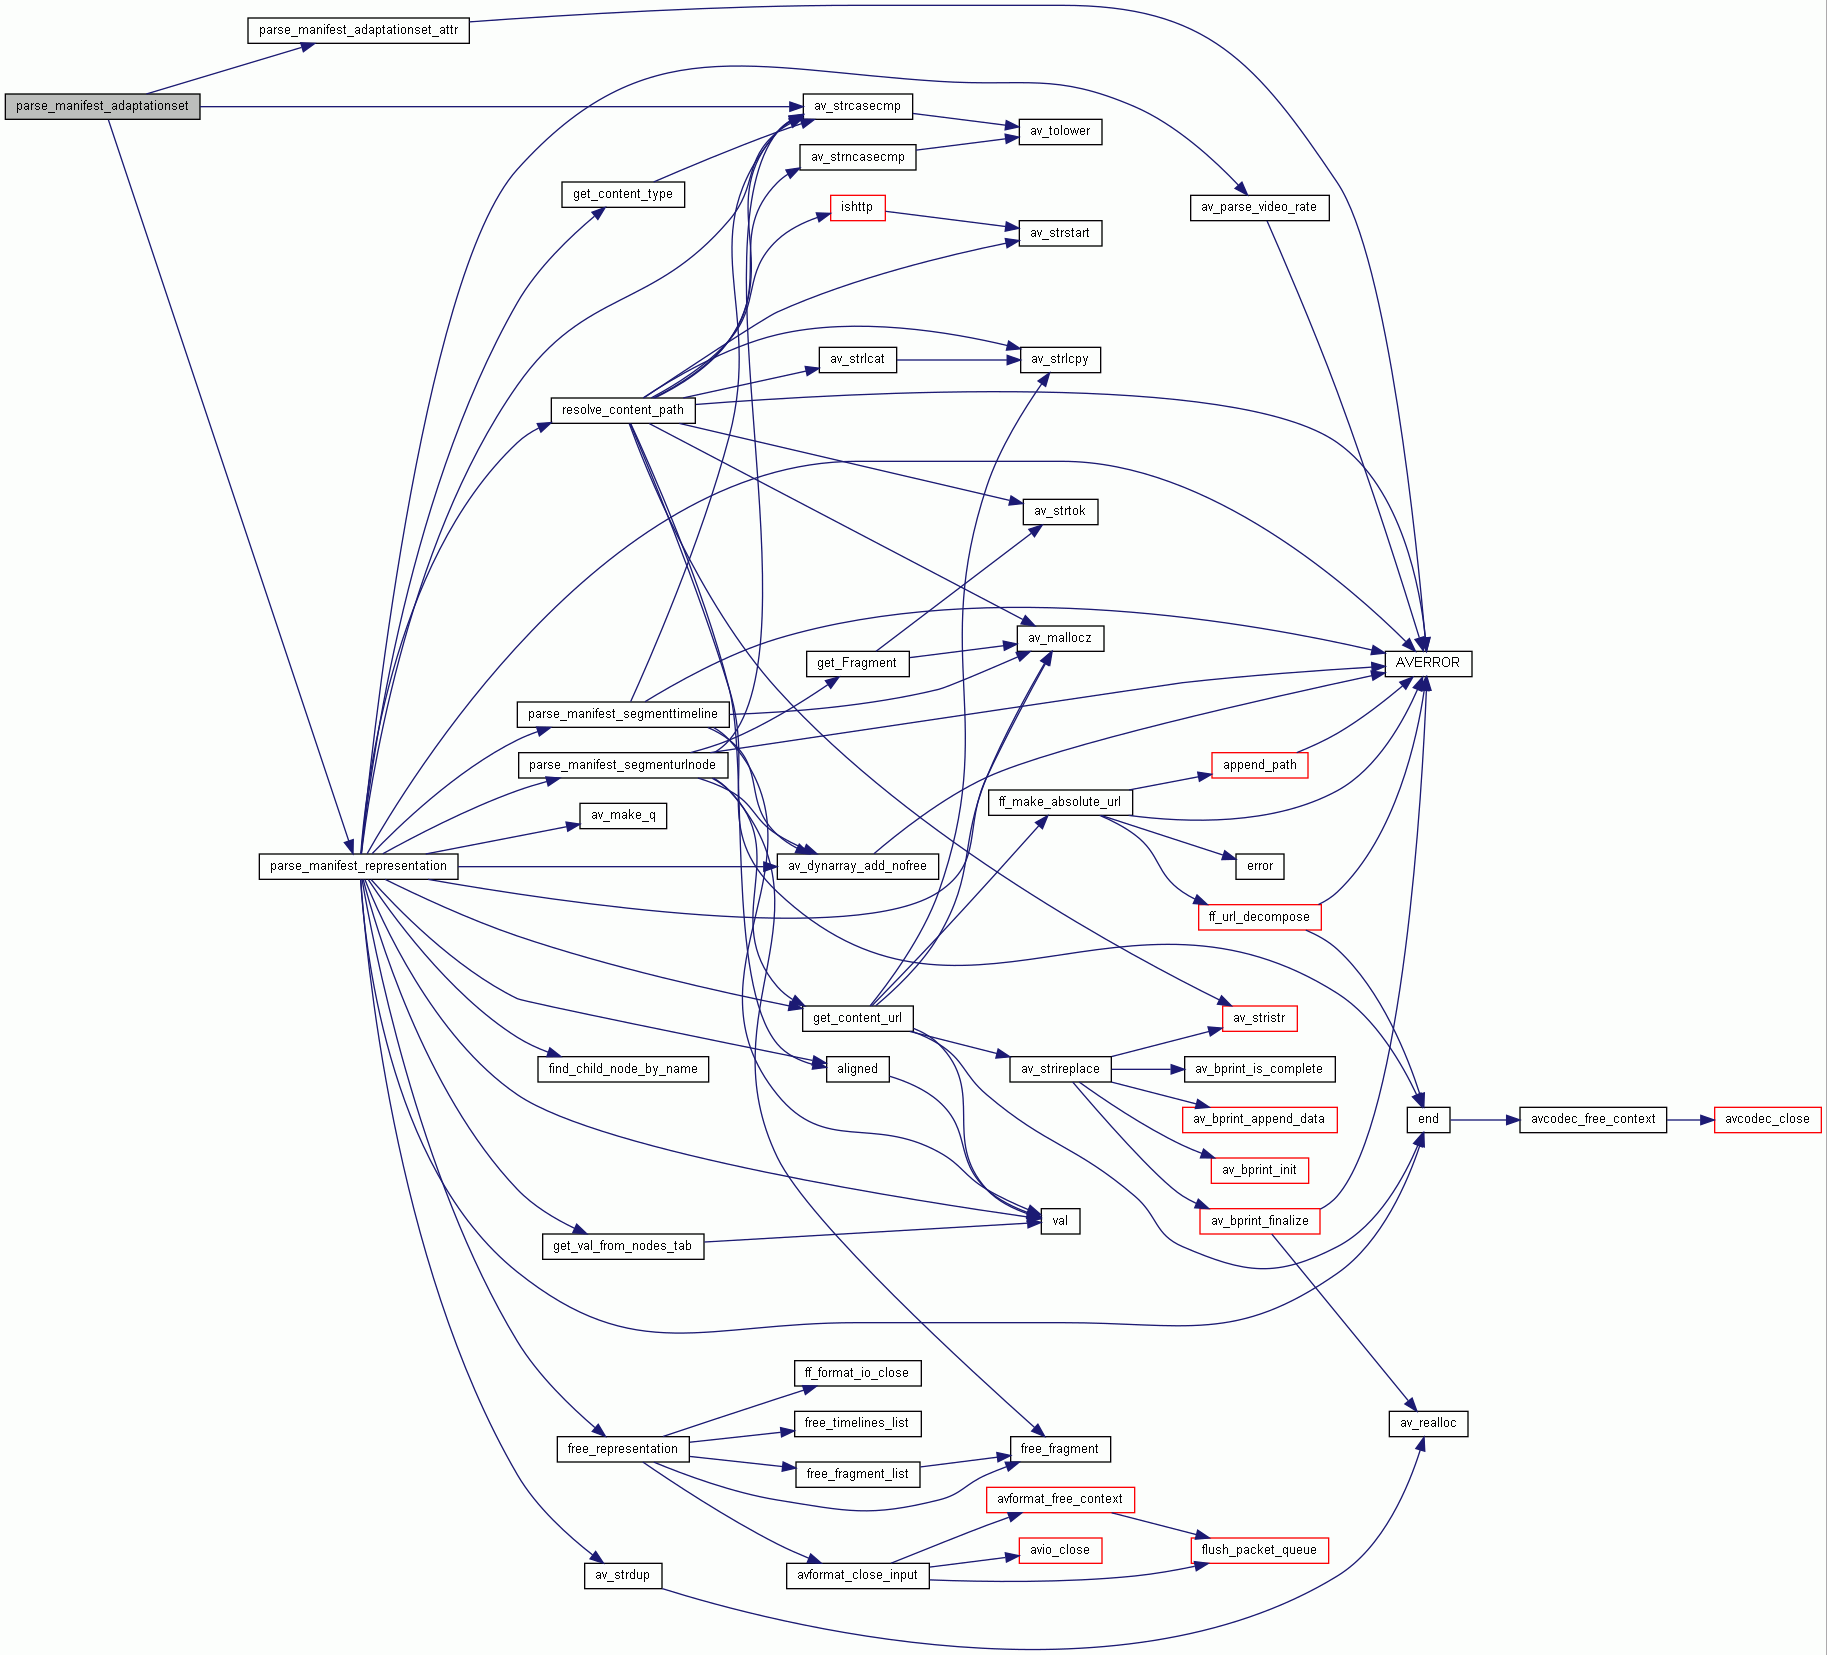 parse_manifest_adaptationset_attr
parse_manifest_adaptationset
av_strcasecmp
av_tolower
av_strncasecmp
get_content_type
ishttp
av_parse_video_rate
av_strstart
av_strlcat
av_strlcpy
resolve_content_path
av_strtok
av_mallocz
get_Fragment
AVERROR
parse_manifest_segmenttimeline
parse_manifest_segmenturlnode
append_path
ff_make_absolute_url
av_make_q
parse_manifest_representation
av_dynarray_add_nofree
error
ff_url_decompose
get_content_url
av_stristr
find_child_node_by_name
aligned
av_strireplace
av_bprint_is_complete
av_bprint_append_data
end
avcodec_free_context
avcodec_close
av_bprint_init
val
av_bprint_finalize
get_val_from_nodes_tab
ff_format_io_close
free_timelines_list
av_realloc
free_representation
free_fragment
free_fragment_list
avformat_free_context
avio_close
flush_packet_queue
av_strdup
avformat_close_input